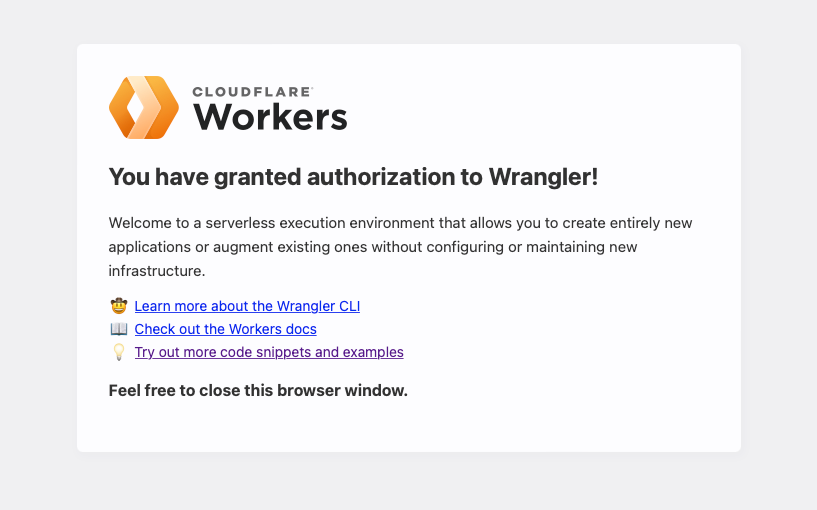 CLOUDFLARE
Workers
You have granted authorization to Wrangler!
Welcome to a serverless execution environment that allows you to create entirely new
applications or augment existing ones without configuring or maintaining new
infrastructure.
🤠 Learn more about the Wrangler CLI
📖 Check out the Workers docs
💡 Try out more code snippets and examples
Feel free to close this browser window.